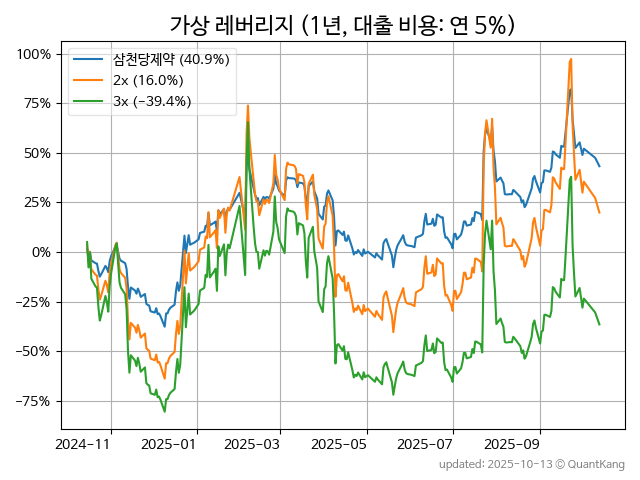 가상 레버리지 (1년, 대출 비용: 연 5%)
삼천당제약 (40.9%)
2x (16.0%)
3x (−39.4%)
100%
75%
50%
25%
0%
−25%
−50%
−75%
2024-11
2025-01
2025-03
2025-05
2025-07
2025-09
updated: 2025-10-13 © QuantKang